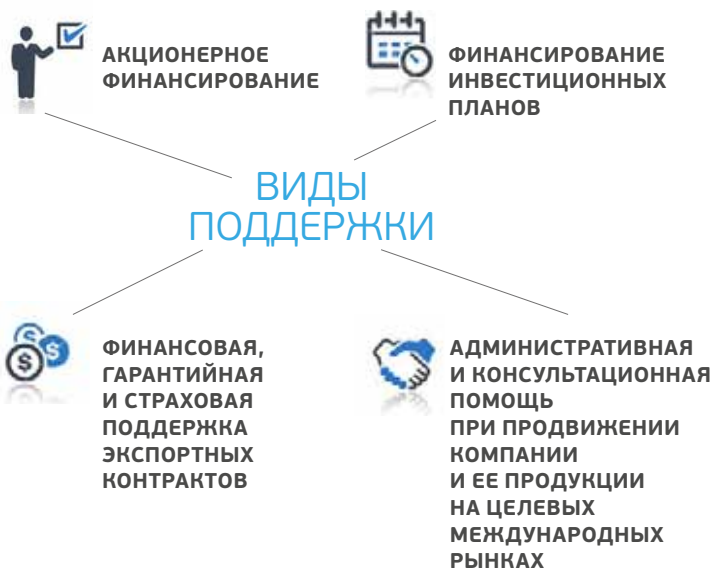 АКЦИОНЕРНОЕ
ФИНАНСИРОВАНИЕ
ФИНАНСИРОВАНИЕ
ИНВЕСТИЦИОННЫХ
ПЛАНОВ
ВИДЫ
ПОДДЕРЖКИ
ФИНАНСОВАЯ,
ГАРАНТИЙНАЯ
И СТРАХОВАЯ
ПОДДЕРЖКА
ЭКСПОРТНЫХ
КОНТРАКТОВ
АДМИНИСТРАТИВНАЯ
И КОНСУЛЬТАЦИОННАЯ
ПОМОЩЬ
ПРИ ПРОДВИЖЕНИИ
КОМПАНИИ
И ЕЕ ПРОДУКЦИИ
НА ЦЕЛЕВЫХ
МЕЖДУНАРОДНЫХ
РЫНКАХ